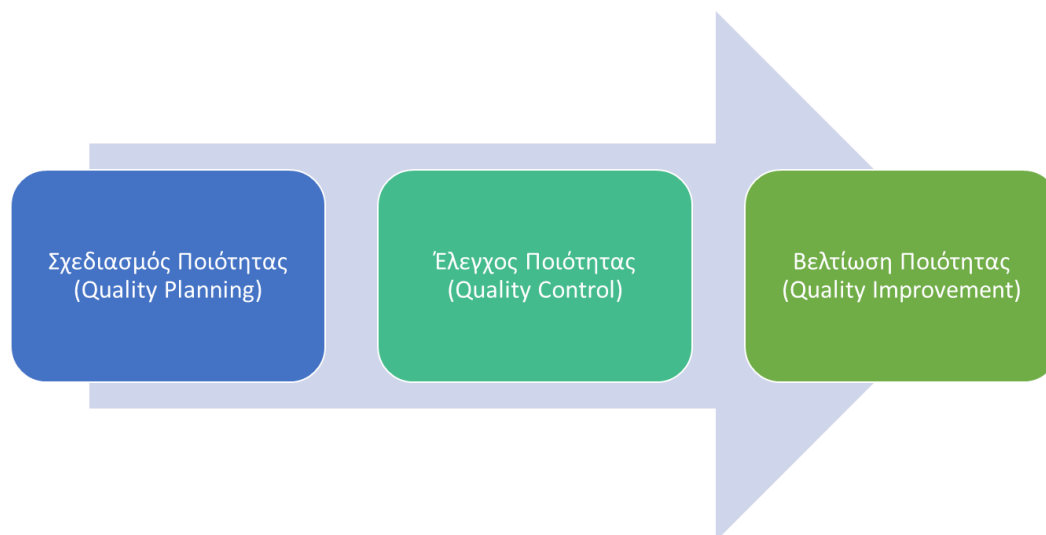 Σχεδιασμός Ποιότητας
(Quality Planning)
Έλεγχος Ποιότητας
(Quality Control)
Βελτίωση Ποιότητας
(Quality Improvement)